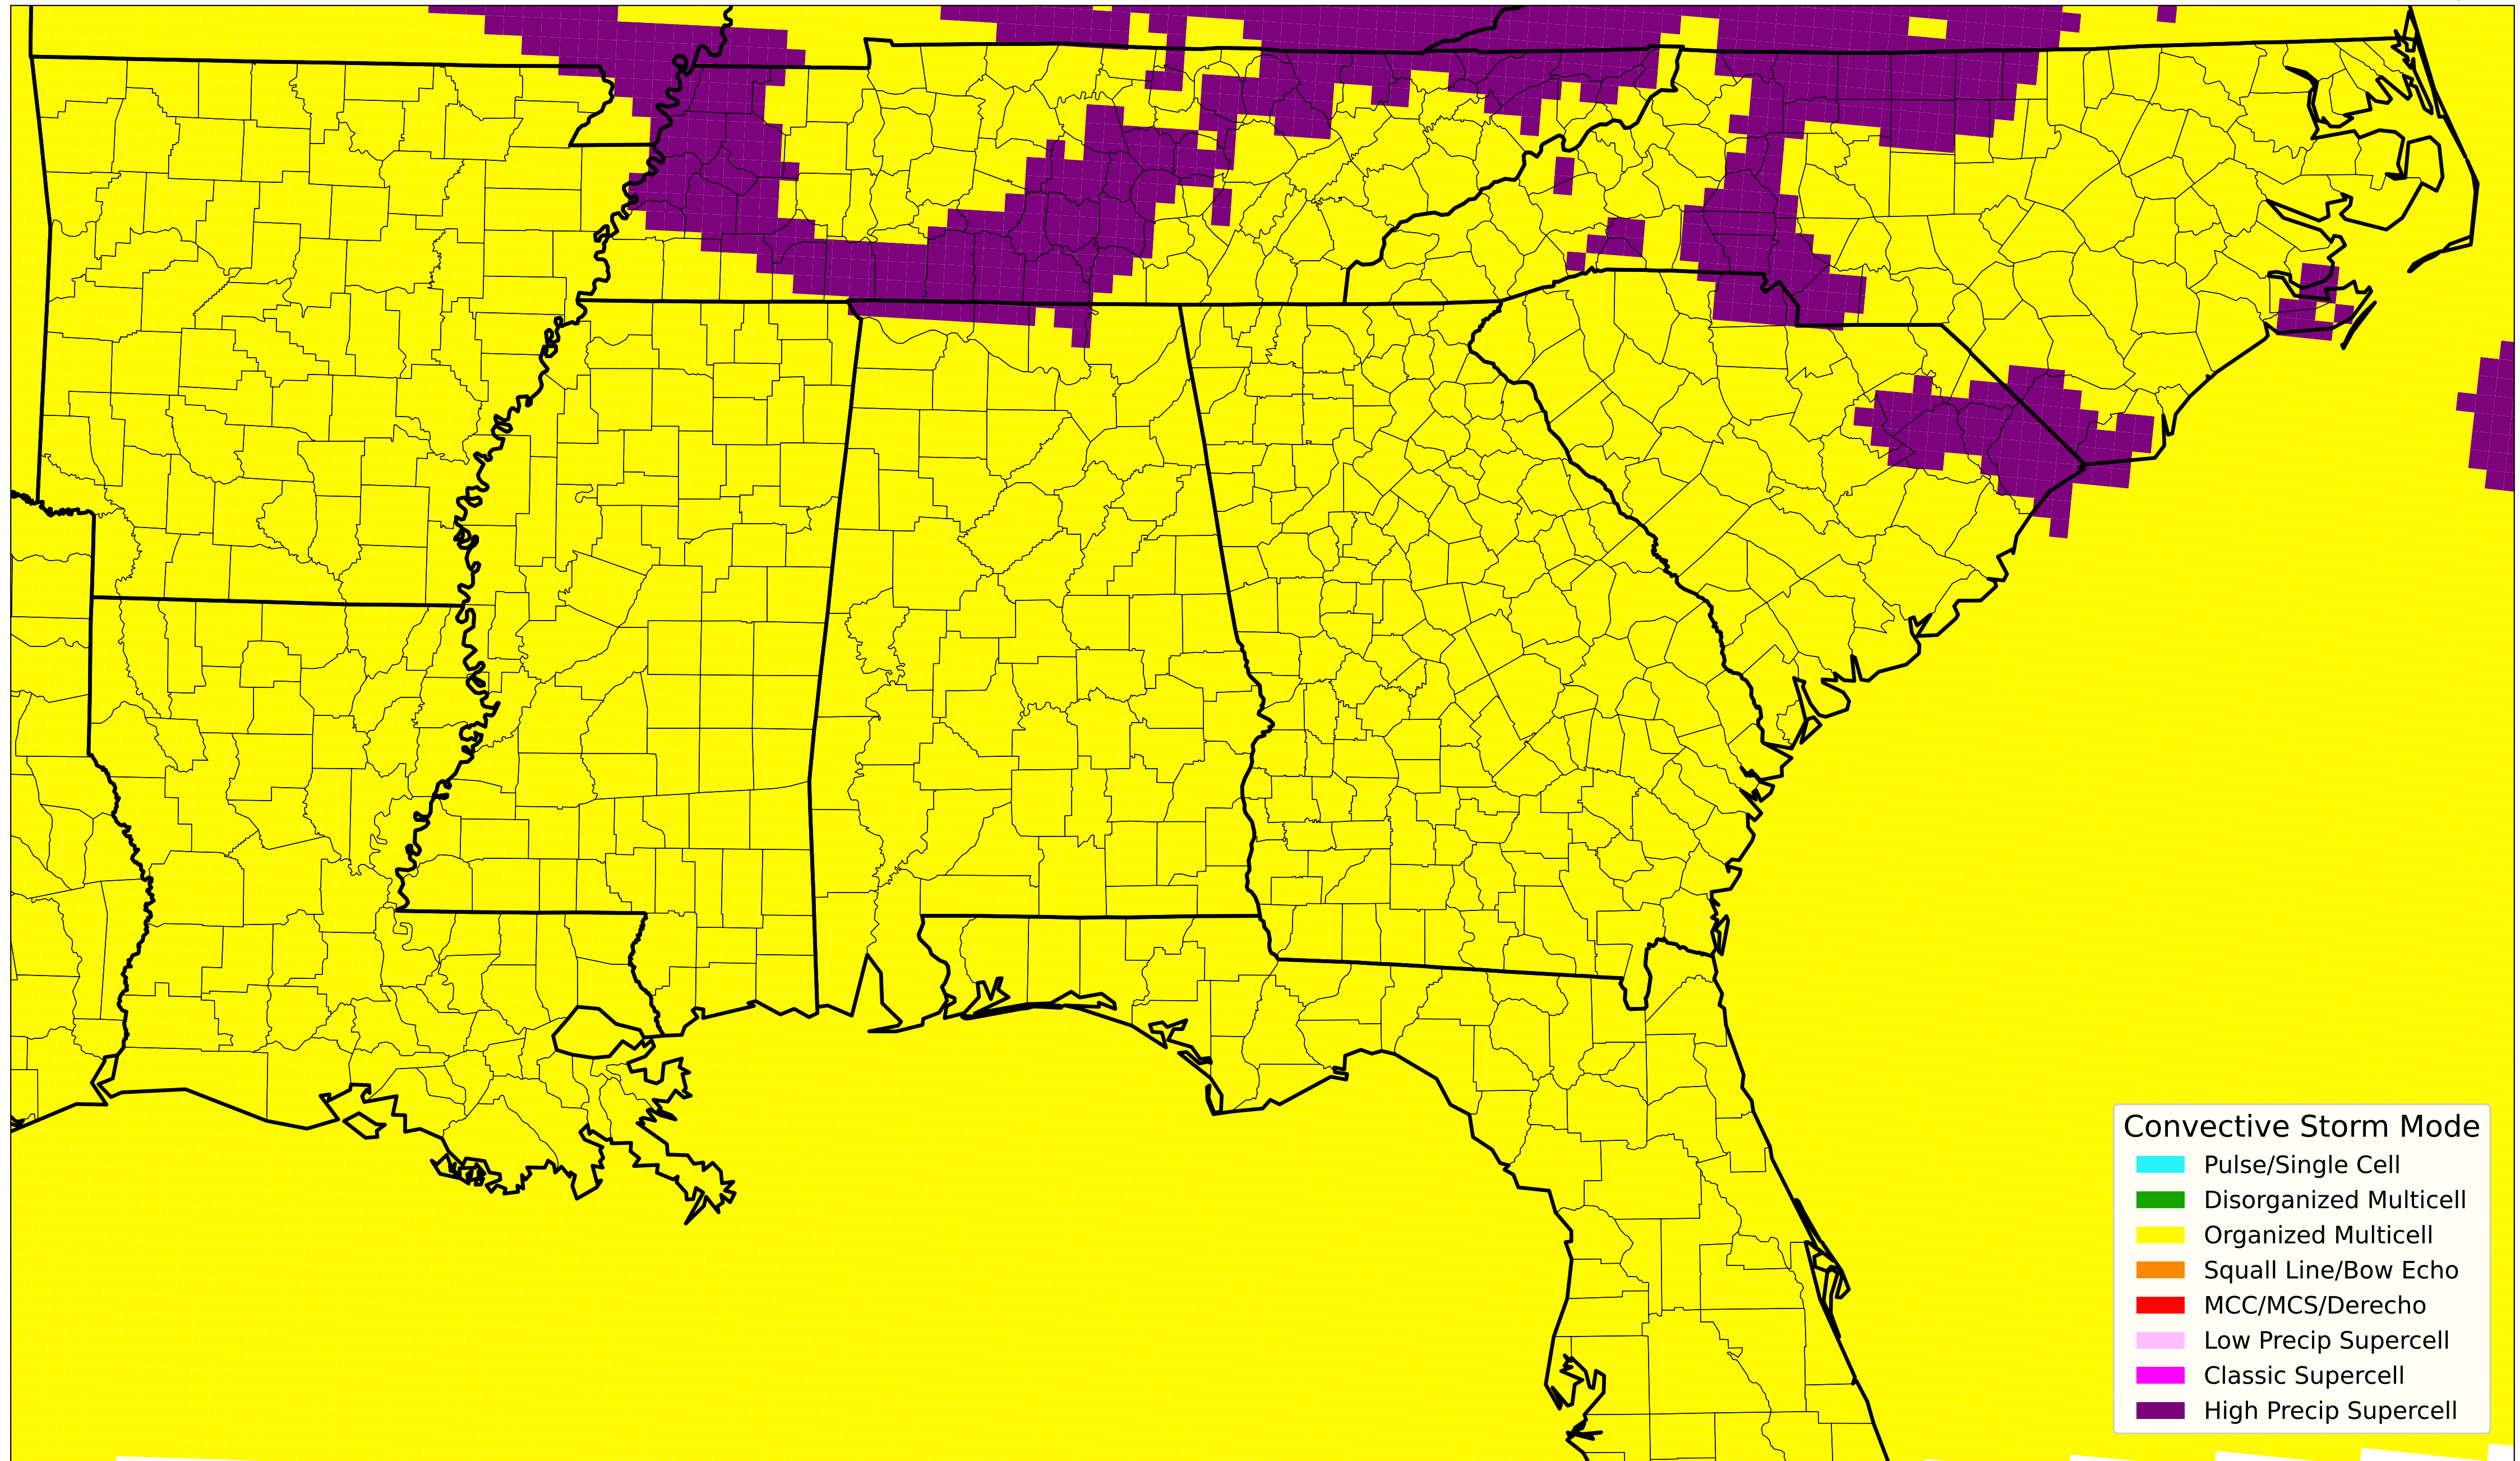 Convective Storm Mode
Pulse/Single Cell
Disorganized Multicell
Organized Multicell
Squall Line/Bow Echo
MCC/MCS/Derecho
Low Precip Supercell
Classic Supercell
High Precip Supercell